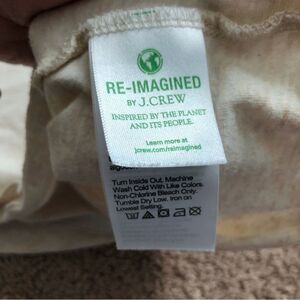 RE-IMAGINED
BY J.CREW
INSPIRED BY THE PLANET
AND ITS PEOPLE.
Learn more at
jcrew.com/reimagined
Turn Inside Out. Machine
Wash Cold With Like Colors.
Non-Chlorine Bleach Only.
Tumble Dry Low. Iron on
Lowest Setting.